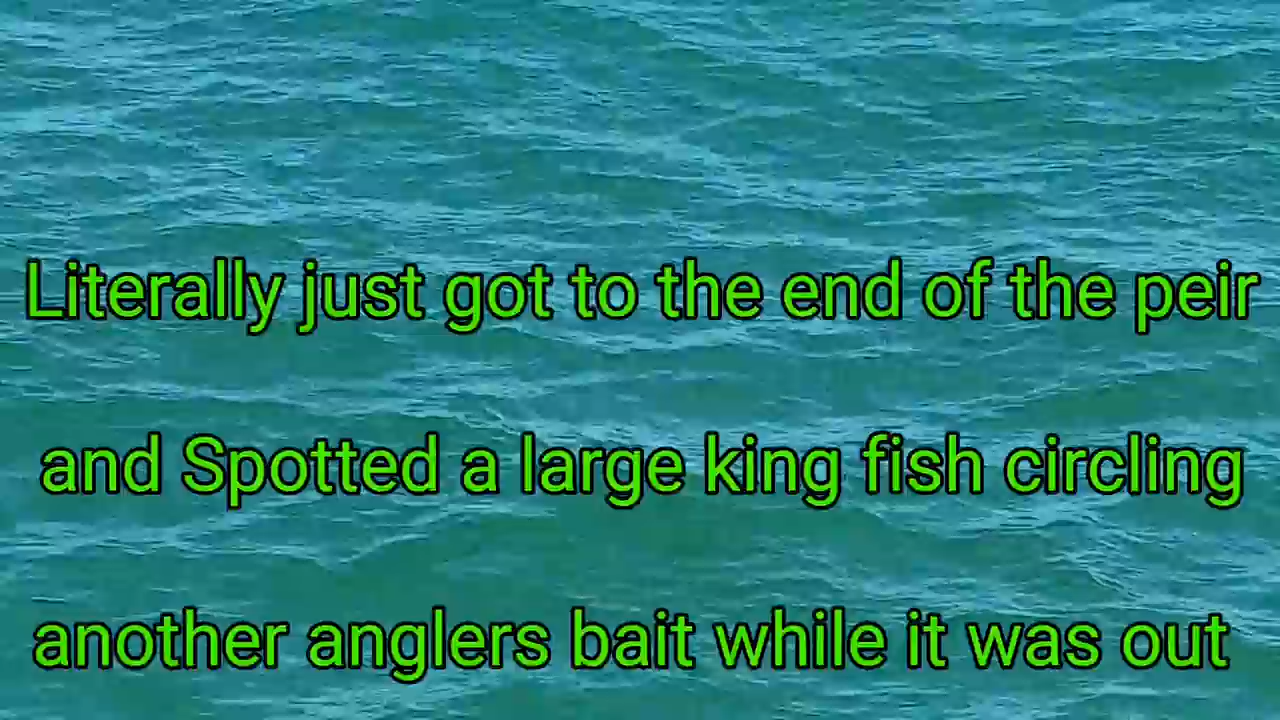 Literally just got to the end of the peir
and Spotted a large king fish circling
another anglers bait while it was out